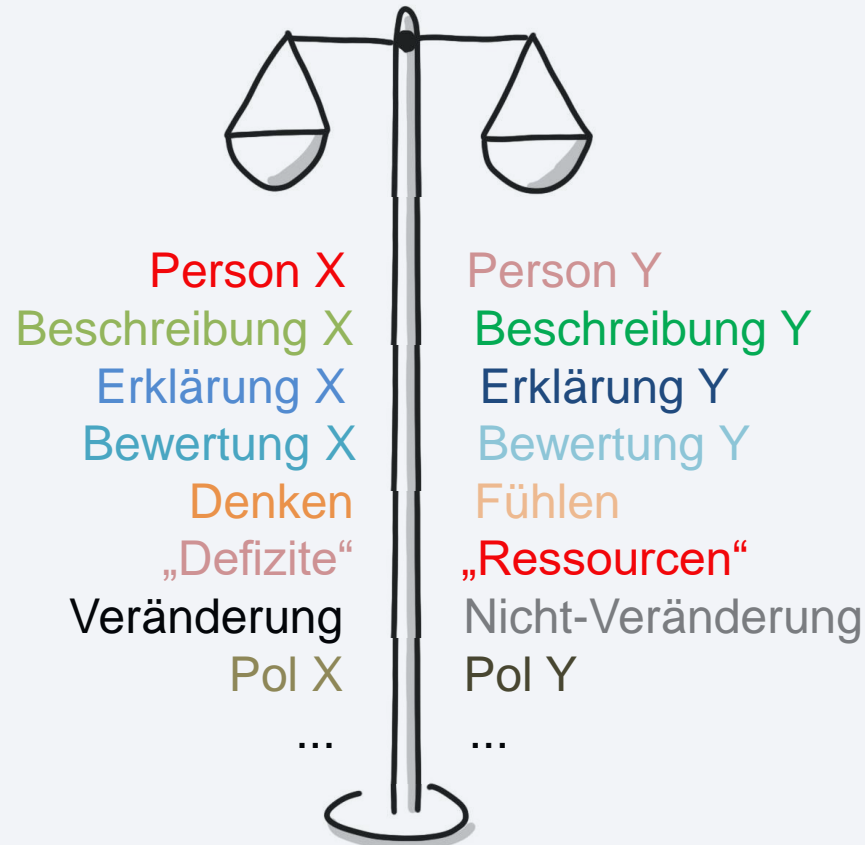 Person X Person Y
Beschreibung X Beschreibung Y
Erklärung X Erklärung Y
Bewertung X Bewertung Y
Denken Fühlen
„Defizite“ „Ressourcen“
Veränderung Nicht-Veränderung
Pol X Pol Y
... ...